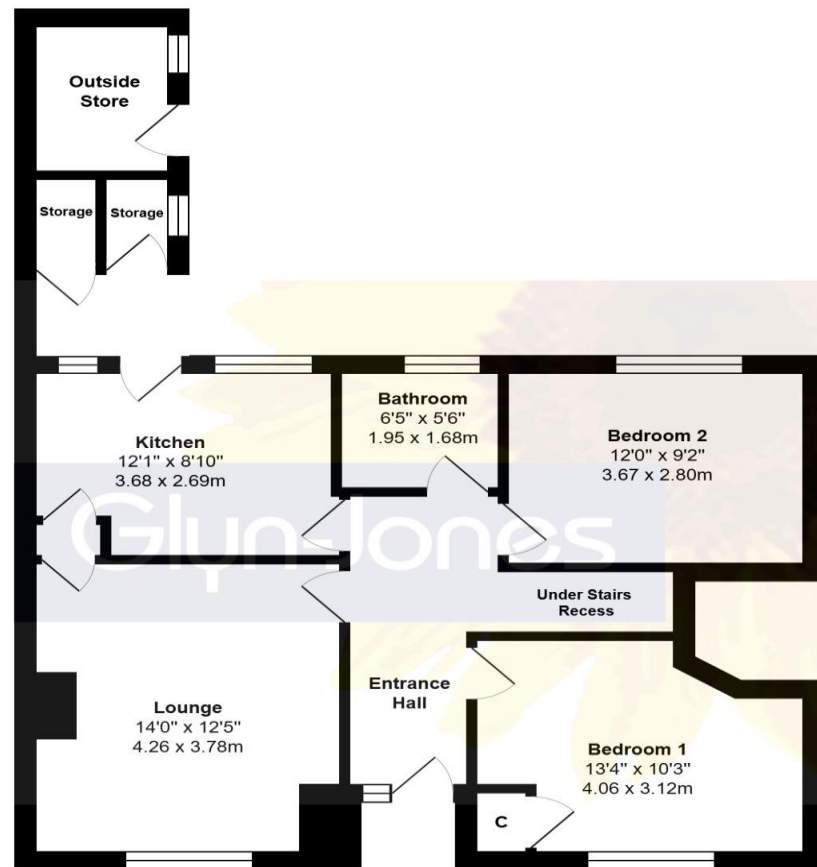 Outside
Store
Storage
Storage
Kitchen
12'1" x 8'10"
3.68 x 2.69m
Bathroom
6'5" x 5'6"
1.95 x 1.68m
Bedroom 2
12'0" x 9'2"
3.67 x 2.80m
Glyn-Jones
Under Stairs
Recess
Entrance
Hall
Lounge
14'0" x 12'5"
4.26 x 3.78m
Bedroom 1
13'4" x 10'3"
4.06 x 3.12m
C